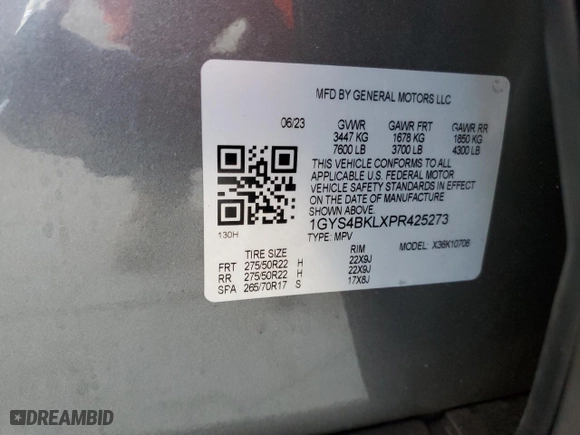 MFD BY GENERAL MOTORS LLC
06/23 GVWR GAWR FRT GAWR RR
3447 KG 1678 KG 1850 KG
7600 LB 3700 LB 4300 LB
THIS VEHICLE CONFORMS TO ALL
APPLICABLE U.S. FEDERAL MOTOR
VEHICLE SAFETY STANDARDS IN EFFECT
ON THE DATE OF MANUFACTURE
SHOWN ABOVE.
1GYS4BKLXPR425273
130H TYPE: MPV MODEL: X36K10706
TIRE SIZE RIM
FRT 275/50R22 H 22X9J
RR 275/50R22 H 22X9J
SPA 265/70R17 S 17X8J
DREAMBID